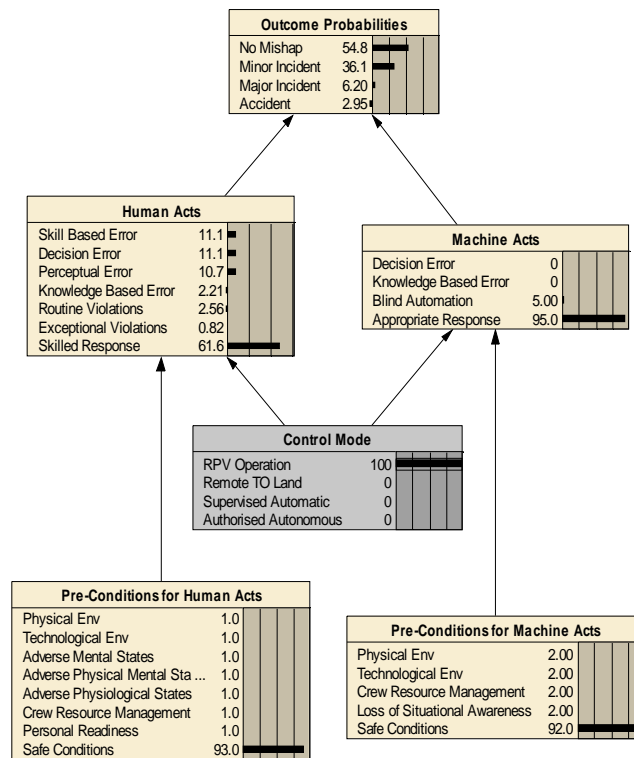 Outcome Probabilities
No Mishap 54.8
Minor Incident 36.1
Major Incident 6.20
Accident 2.95
Human Acts
Skill Based Error 11.1
Decision Error 11.1
Perceptual Error 10.7
Knowledge Based Error 2.21
Routine Violations 2.56
Exceptional Violations 0.82
Skilled Response 61.6
Machine Acts
Decision Error 0
Knowledge Based Error 0
Blind Automation 5.00
Appropriate Response 95.0
Control Mode
RPV Operation 100
Remote TO Land 0
Supervised Automatic 0
Authorised Autonomous 0
Pre-Conditions for Human Acts
Physical Env 1.0
Technological Env 1.0
Adverse Mental States 1.0
Adverse Physical Mental Sta ... 1.0
Adverse Physiological States 1.0
Crew Resource Management 1.0
Personal Readiness 1.0
Safe Conditions 93.0
Pre-Conditions for Machine Acts
Physical Env 2.00
Technological Env 2.00
Crew Resource Management 2.00
Loss of Situational Awareness 2.00
Safe Conditions 92.0